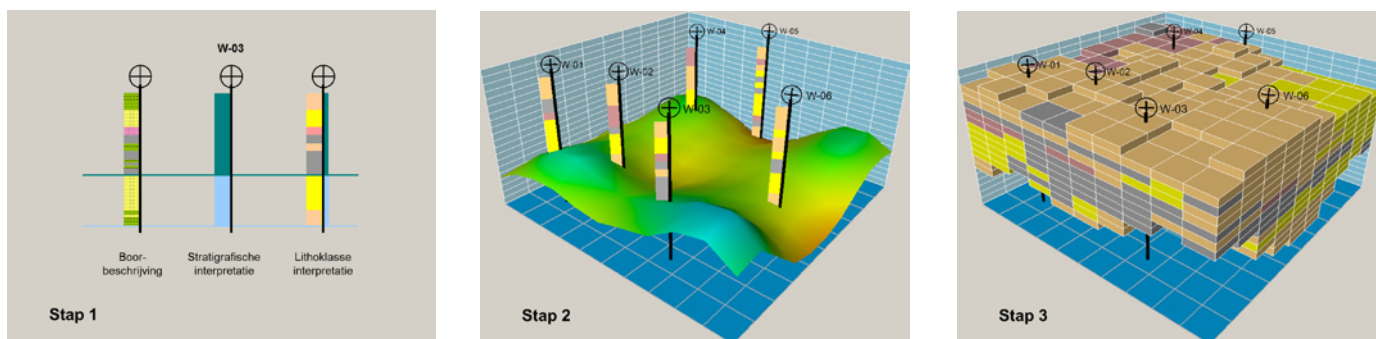 W-03
Boor-
beschrijving
Stratigrafische
interpretatie
Lithoklasse
interpretatie
Stap 1
W-04
W-05
W-01
W-02
W-03
W-06
Stap 2
W-04
W-05
W-01
W-02
W-03
W-06
Stap 3